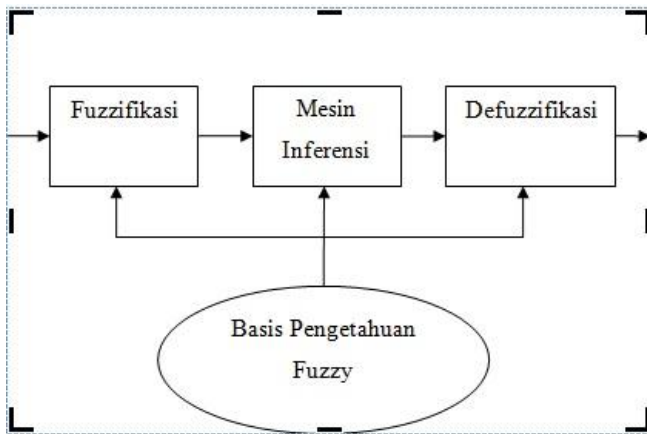 Fuzzifikasi
Mesin
Inferensi
Defuzzifikasi
Basis Pengetahuan
Fuzzy